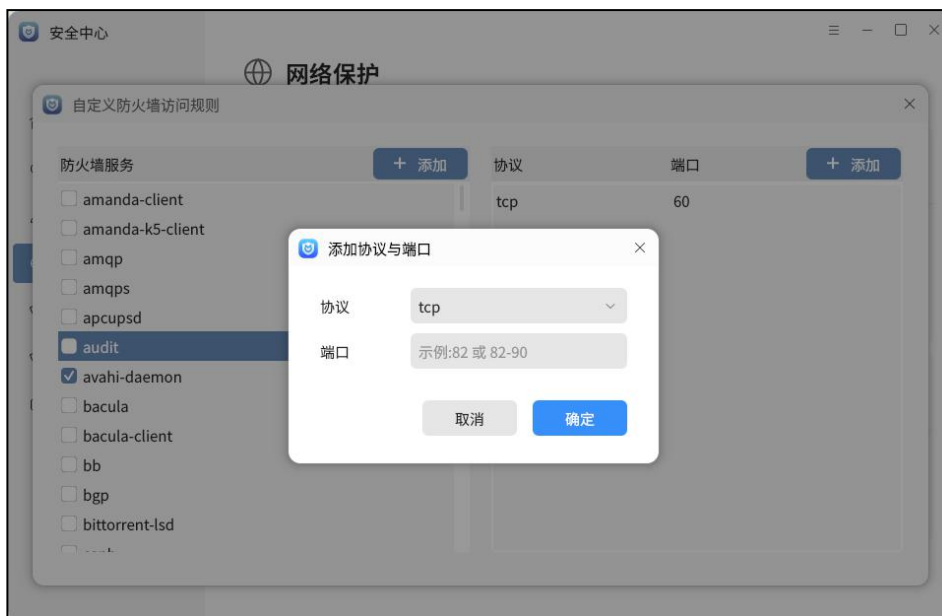 安全中心
网络保护
自定义防火墙访问规则
防火墙服务
+ 添加
协议
端口
+ 添加
amanda-client
tcp
60
amanda-k5-client
amqp
amqps
apcupsd
audit
avahi-daemon
bacula
bacula-client
bb
bgp
bittorrent-lsd
添加协议与端口
协议
tcp
端口
示例:82 或 82-90
取消
确定